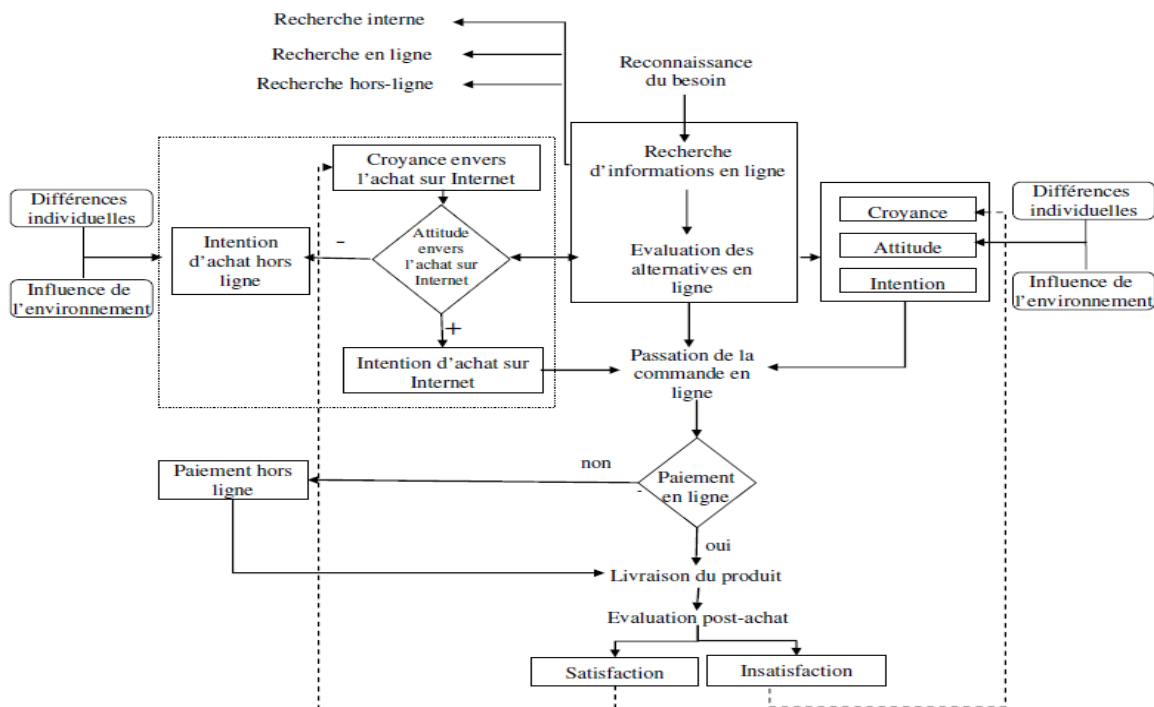 Recherche interne
Recherche en ligne
Recherche hors-ligne
Reconnaissance
du besoin
Recherche
d'informations en ligne
Evaluation des
alternatives en
ligne
Croyance envers
l'achat sur Internet
Attitude
envers
l'achat sur
Internet
-
+
Intention
d'achat hors
ligne
Intention d'achat sur
Internet
Différences
individuelles
Influence de
l'environnement
Croyance
Attitude
Intention
Différences
individuelles
Influence de
l'environnement
Passation de la
commande en
ligne
Paiement
en ligne
non
Paiement hors
ligne
oui
Livraison du produit
Evaluation post-achat
Satisfaction
Insatisfaction